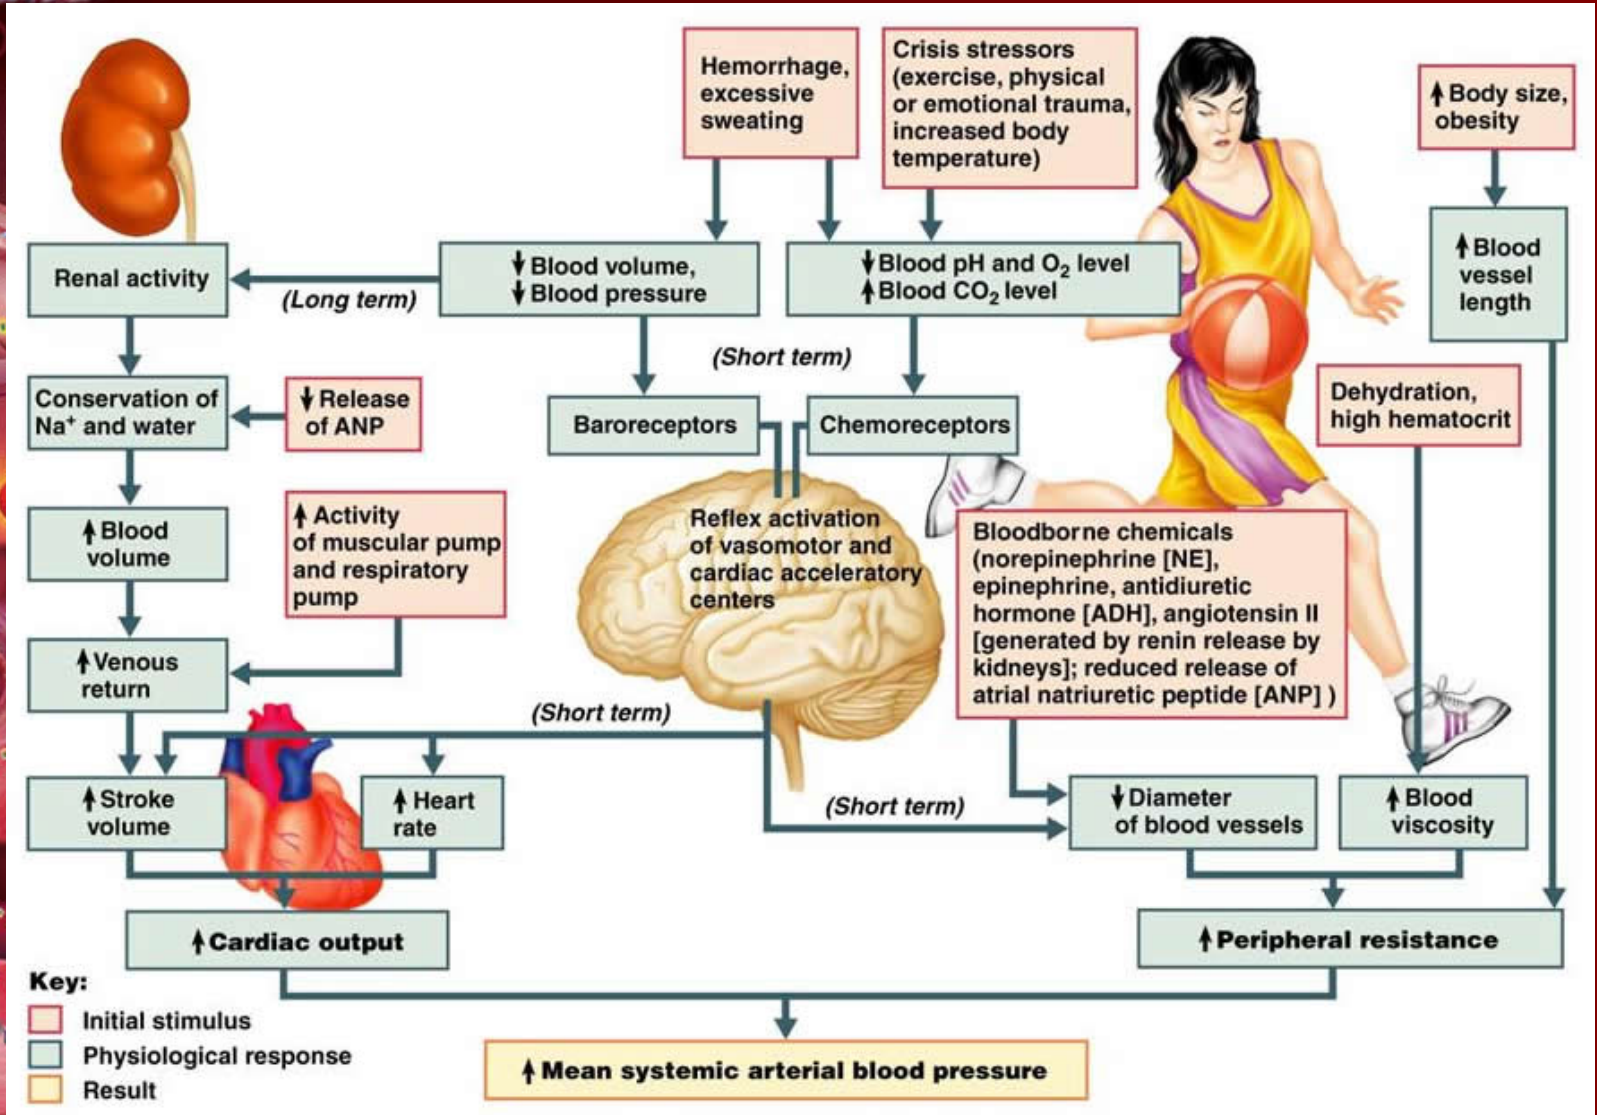 Hemorrhage,
excessive
sweating
Crisis stressors
(exercise, physical
or emotional trauma,
increased body
temperature)
↑ Body size,
obesity
Renal activity
(Long term)
↓ Blood volume,
↓ Blood pressure
↓ Blood pH and O₂ level
↑ Blood CO₂ level
↑ Blood
vessel
length
(Short term)
Conservation of
Na⁺ and water
↓ Release
of ANP
Baroreceptors
Chemoreceptors
Dehydration,
high hematocrit
↑ Blood
volume
↑ Activity
of muscular pump
and respiratory
pump
Reflex activation
of vasomotor and
cardiac acceleratory
centers
Bloodborne chemicals
(norepinephrine [NE],
epinephrine, antidiuretic
hormone [ADH], angiotensin II
[generated by renin release by
kidneys]; reduced release of
atrial natriuretic peptide [ANP] )
↑ Venous
return
(Short term)
↑ Stroke
volume
↑ Heart
rate
(Short term)
↓ Diameter
of blood vessels
↑ Blood
viscosity
↑ Cardiac output
↑ Peripheral resistance
Key:
Initial stimulus
Physiological response
Result
↑ Mean systemic arterial blood pressure